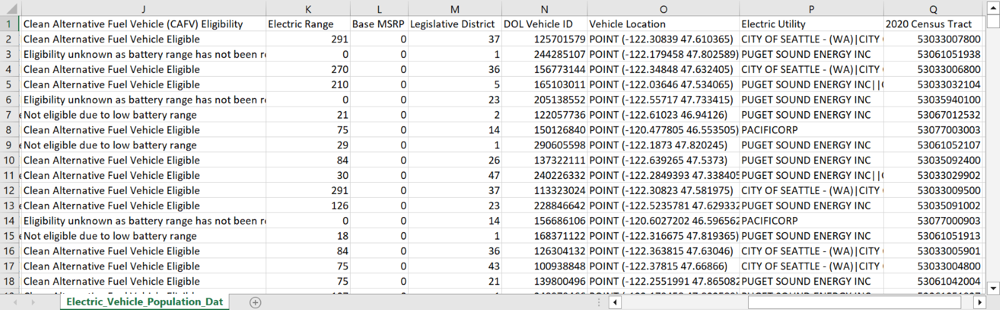 J K L M N O P Q
1 Clean Alternative Fuel Vehicle (CAFV) Eligibility Electric Range Base MSRP Legislative District DOL Vehicle ID Vehicle Location Electric Utility 2020 Census Tract
2 Clean Alternative Fuel Vehicle Eligible 291 0 37 125701579 POINT (-122.30839 47.610365) CITY OF SEATTLE - (WA)|CITY 53033007800
3 Eligibility unknown as battery range has not been r 0 0 1 244285107 POINT (-122.179458 47.802589) PUGET SOUND ENERGY INC 53061051938
4 Clean Alternative Fuel Vehicle Eligible 270 0 36 156773144 POINT (-122.34848 47.632405) CITY OF SEATTLE - (WA)|CITY 53033006800
5 Clean Alternative Fuel Vehicle Eligible 210 0 5 165103011 POINT (-122.03646 47.534065) PUGET SOUND ENERGY INC|| 53033032104
6 Eligibility unknown as battery range has not been r 0 0 23 205138552 POINT (-122.55717 47.733415) PUGET SOUND ENERGY INC 53035940100
7 Not eligible due to low battery range 21 0 2 122057736 POINT (-122.61023 46.94126) PUGET SOUND ENERGY INC 53067012532
8 Clean Alternative Fuel Vehicle Eligible 75 0 14 150126840 POINT (-120.477805 46.553505) PACIFICORP 53077003003
9 Not eligible due to low battery range 29 0 1 290605598 POINT (-122.1873 47.820245) PUGET SOUND ENERGY INC 53061052107
10 Clean Alternative Fuel Vehicle Eligible 84 0 26 137322111 POINT (-122.639265 47.5373) PUGET SOUND ENERGY INC 53035092400
11 Clean Alternative Fuel Vehicle Eligible 30 0 47 240226332 POINT (-122.2849393 47.338405 PUGET SOUND ENERGY INC|| 53033029902
12 Clean Alternative Fuel Vehicle Eligible 291 0 37 113323024 POINT (-122.30823 47.581975) CITY OF SEATTLE - (WA)|CITY 53033009500
13 Clean Alternative Fuel Vehicle Eligible 126 0 23 228846642 POINT (-122.5235781 47.629332 PUGET SOUND ENERGY INC 53035091002
14 Eligibility unknown as battery range has not been r 0 0 14 156686106 POINT (-120.6027202 46.596562 PACIFICORP 53077000903
15 Not eligible due to low battery range 18 0 1 168371122 POINT (-122.316675 47.819365) PUGET SOUND ENERGY INC 53061051913
16 Clean Alternative Fuel Vehicle Eligible 84 0 36 126304132 POINT (-122.363815 47.63046) CITY OF SEATTLE - (WA)|CITY 53033005901
17 Clean Alternative Fuel Vehicle Eligible 75 0 43 100938848 POINT (-122.37815 47.66866) CITY OF SEATTLE - (WA)|CITY 53033004800
18 Clean Alternative Fuel Vehicle Eligible 75 0 21 139800496 POINT (-122.2551991 47.865082 PUGET SOUND ENERGY INC 53061042004
Electric_Vehicle_Population_Dat